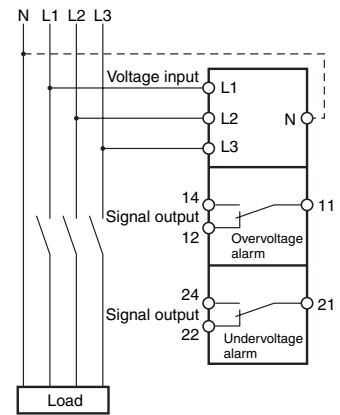 N L1 L2 L3
Voltage input
L1
L2
N
L3
14
11
Signal output
12
Overvoltage
alarm
24
21
Signal output
22
Undervoltage
alarm
Load